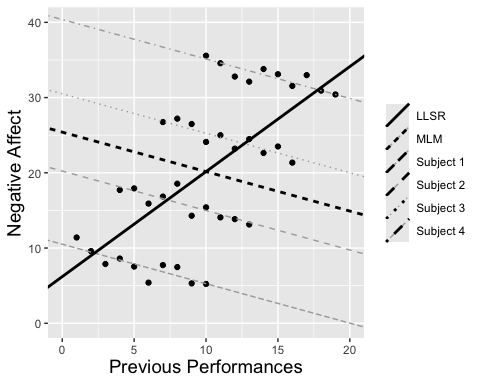 40
30
20
10
0
Negative Affect
0 5 10 15 20
Previous Performances
LLSR
MLM
Subject 1
Subject 2
Subject 3
Subject 4